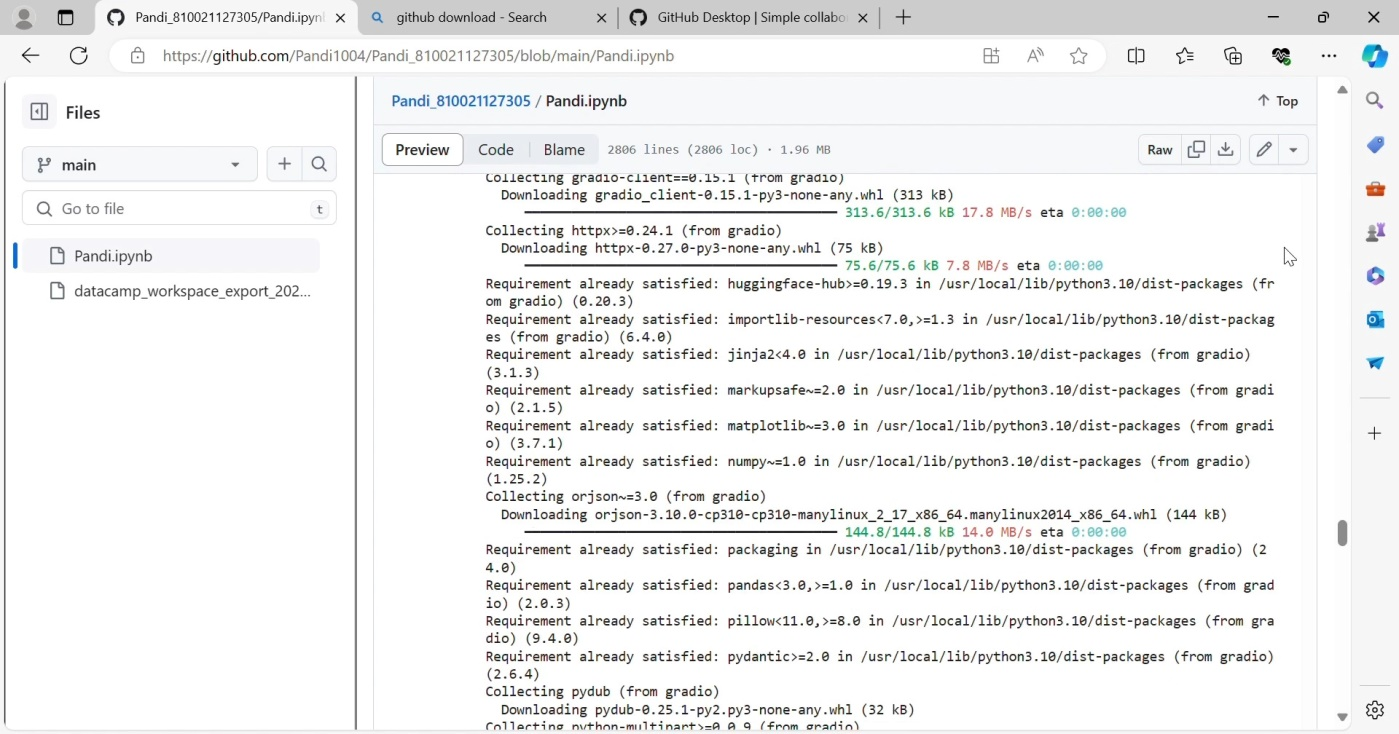 Pandi_810021127305/Pandi.ipyn
github download - Search
GitHub Desktop | Simple collabo
https://github.com/Pandi1004/Pandi_810021127305/blob/main/Pandi.ipynb
Files
main
Go to file
t
Pandi.ipynb
datacamp_workspace_export_202...
Pandi_810021127305 / Pandi.ipynb
Top
Preview
Code
Blame
2806 lines (2806 loc) · 1.96 MB
Raw
Collecting gradio-client==0.15.1 (from gradio)
Downloading gradio_client-0.15.1-py3-none-any.whl (313 kB)
313.6/313.6 kB 17.8 MB/s eta 0:00:00
Collecting httpx>=0.24.1 (from gradio)
Downloading httpx-0.27.0-py3-none-any.whl (75 kB)
75.6/75.6 kB 7.8 MB/s eta 0:00:00
Requirement already satisfied: huggingface-hub>=0.19.3 in /usr/local/lib/python3.10/dist-packages (fr
om gradio) (0.20.3)
Requirement already satisfied: importlib-resources<7.0,>=1.3 in /usr/local/lib/python3.10/dist-packag
es (from gradio) (6.4.0)
Requirement already satisfied: jinja2<4.0 in /usr/local/lib/python3.10/dist-packages (from gradio)
(3.1.3)
Requirement already satisfied: markupsafe~=2.0 in /usr/local/lib/python3.10/dist-packages (from gradi
o) (2.1.5)
Requirement already satisfied: matplotlib~=3.0 in /usr/local/lib/python3.10/dist-packages (from gradi
o) (3.7.1)
Requirement already satisfied: numpy~=1.0 in /usr/local/lib/python3.10/dist-packages (from gradio)
(1.25.2)
Collecting orjson~=3.0 (from gradio)
Downloading orjson-3.10.0-cp310-cp310-manylinux_2_17_x86_64.manylinux2014_x86_64.whl (144 kB)
144.8/144.8 kB 14.0 MB/s eta 0:00:00
Requirement already satisfied: packaging in /usr/local/lib/python3.10/dist-packages (from gradio) (2
4.0)
Requirement already satisfied: pandas<3.0,>=1.0 in /usr/local/lib/python3.10/dist-packages (from grad
io) (2.0.3)
Requirement already satisfied: pillow<11.0,>=8.0 in /usr/local/lib/python3.10/dist-packages (from gra
dio) (9.4.0)
Requirement already satisfied: pydantic>=2.0 in /usr/local/lib/python3.10/dist-packages (from gradio)
(2.6.4)
Collecting pydub (from gradio)
Downloading pydub-0.25.1-py2.py3-none-any.whl (32 kB)
Collecting python-multipart>=0.0.9 (from gradio)